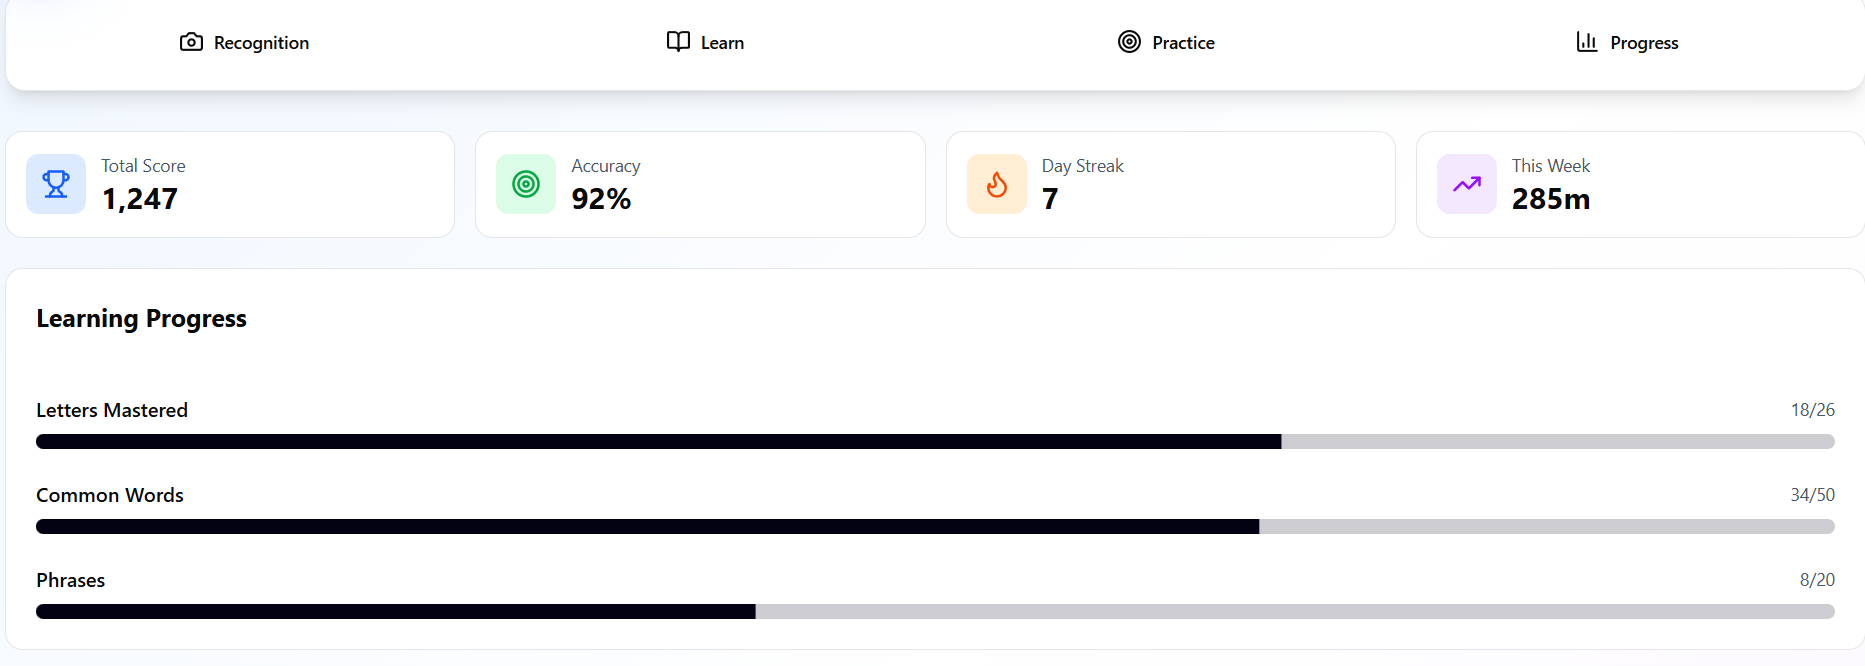 Recognition
Learn
Practice
Progress
Total Score
1,247
Accuracy
92%
Day Streak
7
This Week
285m
Learning Progress
Letters Mastered
18/26
Common Words
34/50
Phrases
8/20